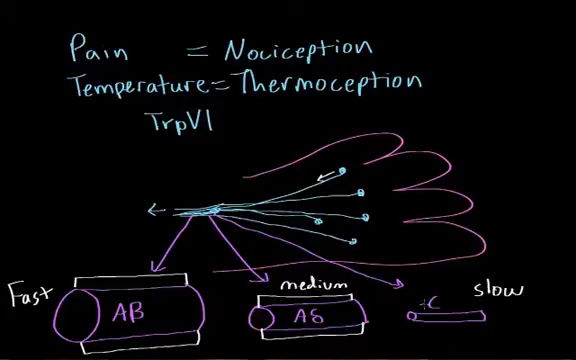 Pain = Nociception
Temperature = Thermoception
TrpV1
Fast
AB
medium
Aδ
C
slow